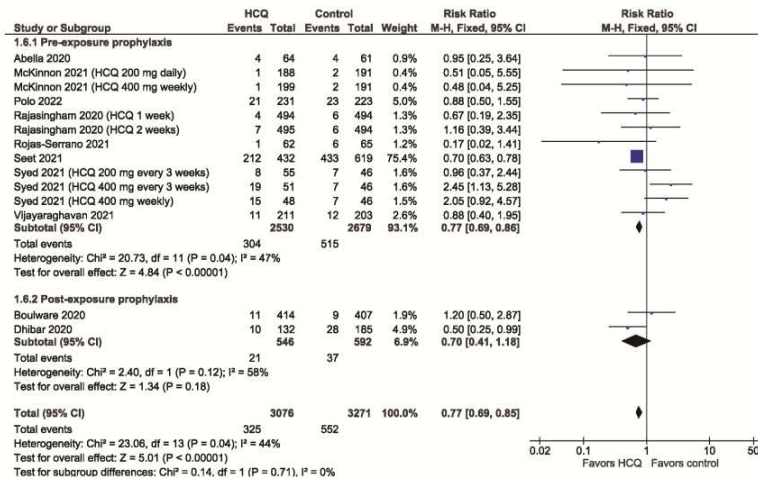 HCQ Control Risk Ratio Risk Ratio
Study or Subgroup Events Total Events Total Weight M-H, Fixed, 95% CI M-H, Fixed, 95% CI
1.6.1 Pre-exposure prophylaxis
Abella 2020 4 64 4 61 0.9% 0.95 [0.25, 3.64]
McKinnon 2021 (HCQ 200 mg daily) 1 188 2 191 0.4% 0.51 [0.05, 5.55]
McKinnon 2021 (HCQ 400 mg weekly) 1 199 2 191 0.4% 0.48 [0.04, 5.25]
Polo 2022 21 231 23 223 4.0% 0.88 [0.50, 1.55]
Rajasingham 2020 (HCQ 1 week) 4 494 6 494 1.0% 0.67 [0.19, 2.35]
Rajasingham 2020 (HCQ 2 weeks) 7 495 6 494 1.0% 1.16 [0.39, 3.44]
Rojas-Serrano 2021 1 62 6 65 1.0% 0.17 [0.02, 1.41]
Seet 2021 212 432 433 619 75.4% 0.70 [0.63, 0.78]
Syed 2021 (HCQ 200 mg every 3 weeks) 8 55 7 46 1.3% 0.96 [0.37, 2.44]
Syed 2021 (HCQ 400 mg every 3 weeks) 19 51 7 46 1.3% 2.45 [1.13, 5.28]
Syed 2021 (HCQ 400 mg weekly) 15 48 7 46 1.2% 2.05 [0.92, 4.57]
Vijayaraghavan 2021 11 211 12 203 2.1% 0.88 [0.40, 1.95]
Subtotal (95% CI) 2530 2679 93.1% 0.77 [0.69, 0.86]
Total events 304 515
Heterogeneity: Chi² = 20.73, df = 11 (P = 0.04); I² = 47%
Test for overall effect: Z = 4.84 (P < 0.00001)
1.6.2 Post-exposure prophylaxis
Boulware 2020 11 414 9 407 1.6% 1.20 [0.50, 2.87]
Dhibar 2020 10 132 28 185 4.9% 0.50 [0.25, 0.99]
Subtotal (95% CI) 546 592 6.9% 0.70 [0.41, 1.18]
Total events 21 37
Heterogeneity: Chi² = 2.40, df = 1 (P = 0.12); I² = 58%
Test for overall effect: Z = 1.34 (P = 0.18)
Total (95% CI) 3076 3271 100.0% 0.77 [0.69, 0.85]
Total events 325 552
Heterogeneity: Chi² = 23.06, df = 13 (P = 0.04); I² = 44%
Test for overall effect: Z = 5.01 (P < 0.00001)
Test for subgroup differences: Chi² = 0.14, df = 1 (P = 0.71), I² = 0%
0.02 0.1 1 10 50
Favors HCQ Favors control